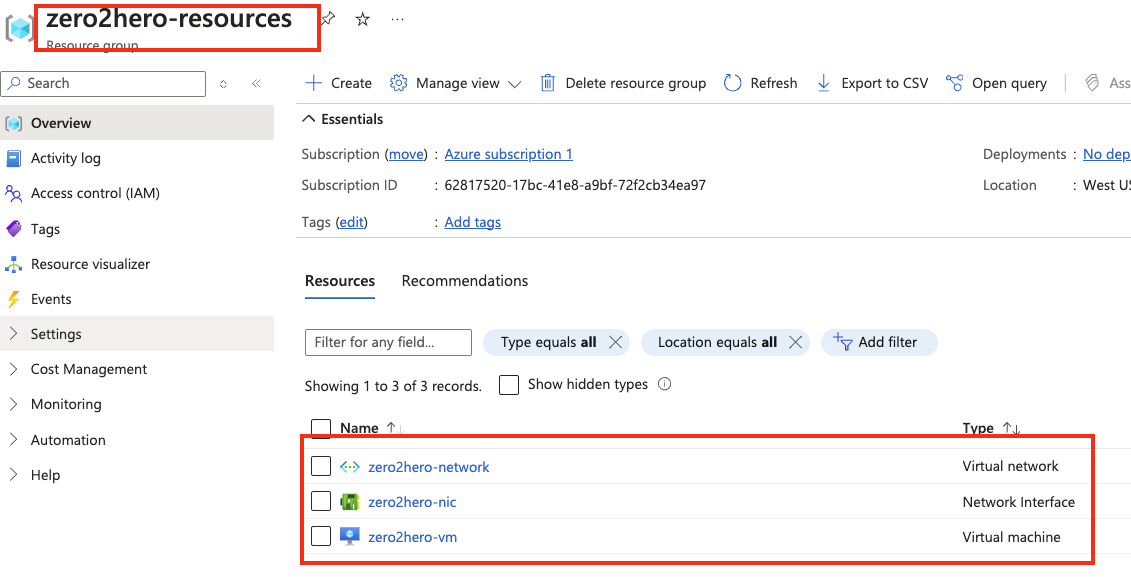 zero2hero-resources
Resource group
Search
Create Manage view Delete resource group Refresh Export to CSV Open query
Overview
Activity log
Access control (IAM)
Tags
Resource visualizer
Events
Settings
Cost Management
Monitoring
Automation
Help
Essentials
Subscription (move) : Azure subscription 1
Deployments :
Subscription ID : 62817520-17bc-41e8-a9bf-72f2cb34ea97
Location : West
Tags (edit) : Add tags
Resources Recommendations
Filter for any field... Type equals all Location equals all Add filter
Showing 1 to 3 of 3 records. Show hidden types
Name Type
zero2hero-network Virtual network
zero2hero-nic Network Interface
zero2hero-vm Virtual machine